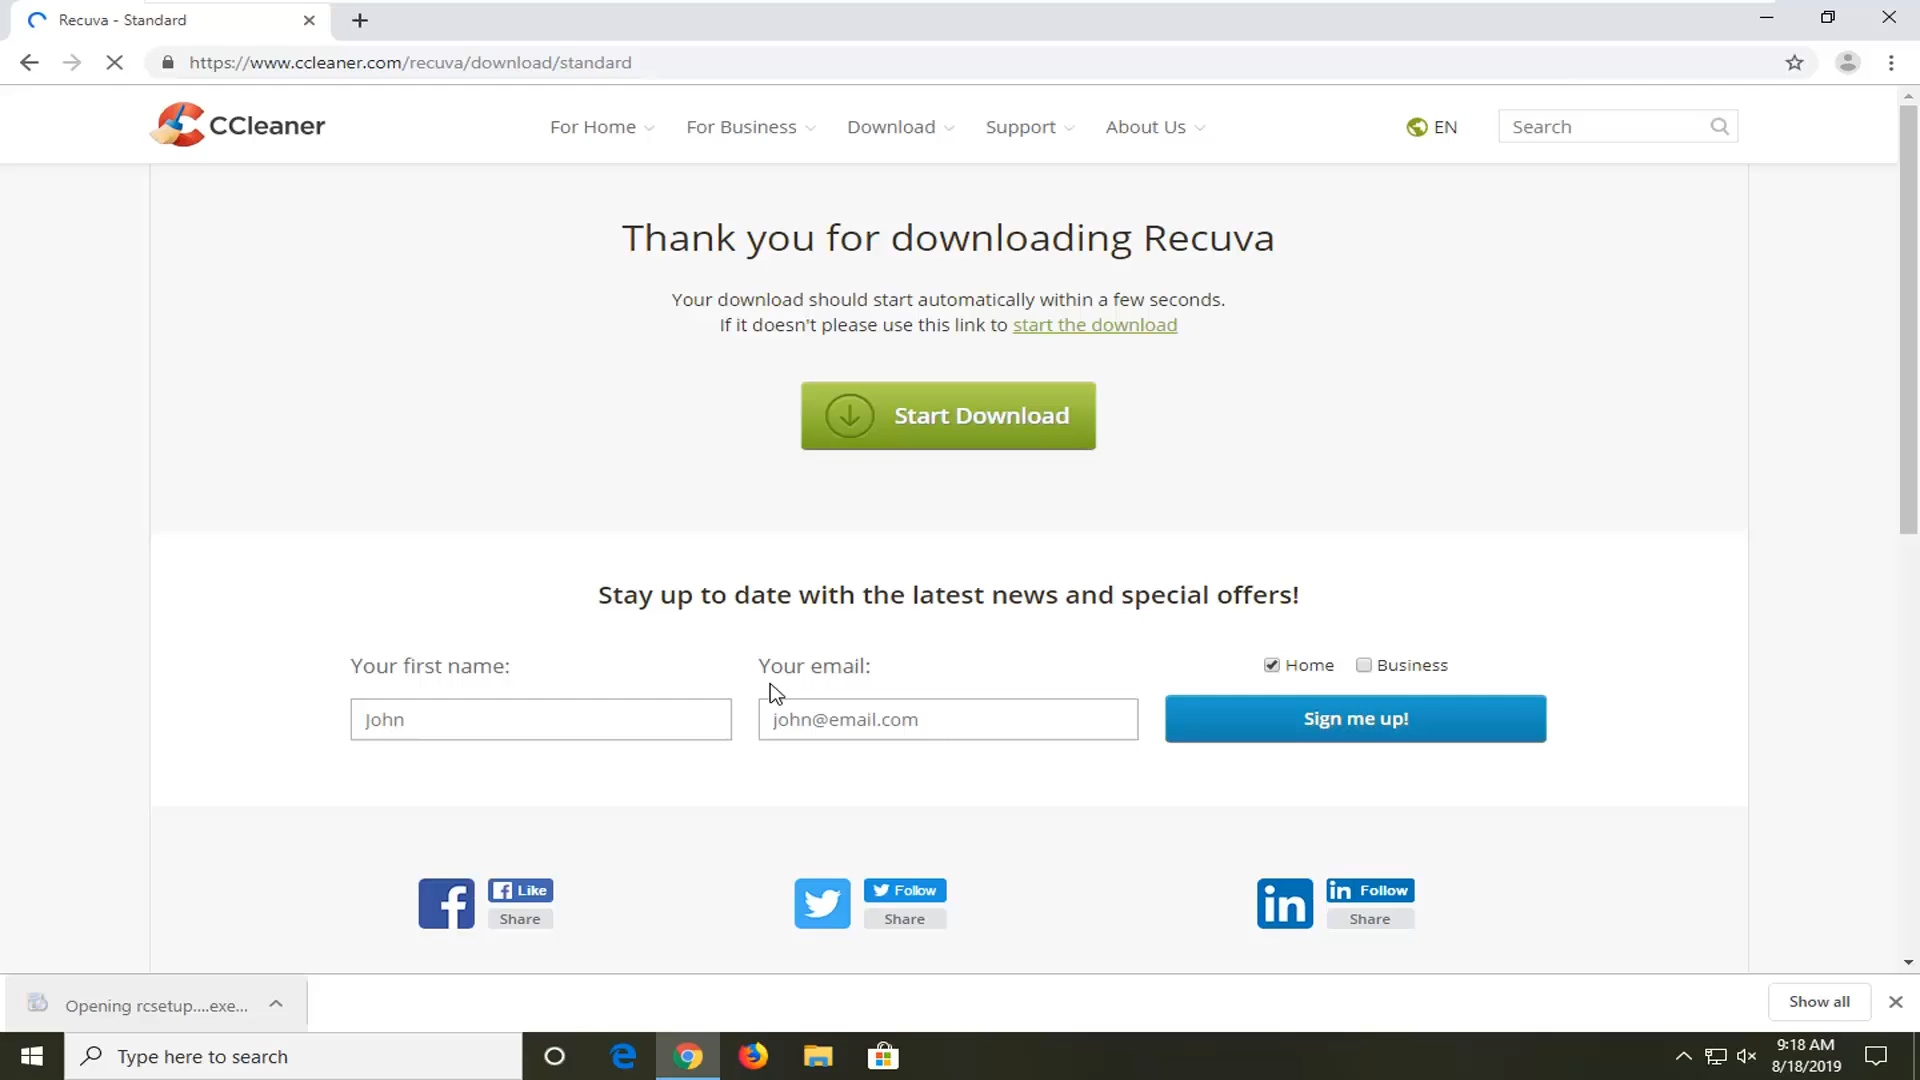 Recuva - Standard
https://www.ccleaner.com/recuva/download/standard
CCleaner
For Home
For Business
Download
Support
About Us
EN
Search
Thank you for downloading Recuva
Your download should start automatically within a few seconds.
If it doesn't please use this link to start the download
Start Download
Stay up to date with the latest news and special offers!
Your first name:
Your email:
Home
Business
John
john@email.com
Sign me up!
Like
Share
Follow
Share
in Follow
Share
Opening rcsetup....exe...
Show all
Type here to search
9:18 AM
8/18/2019